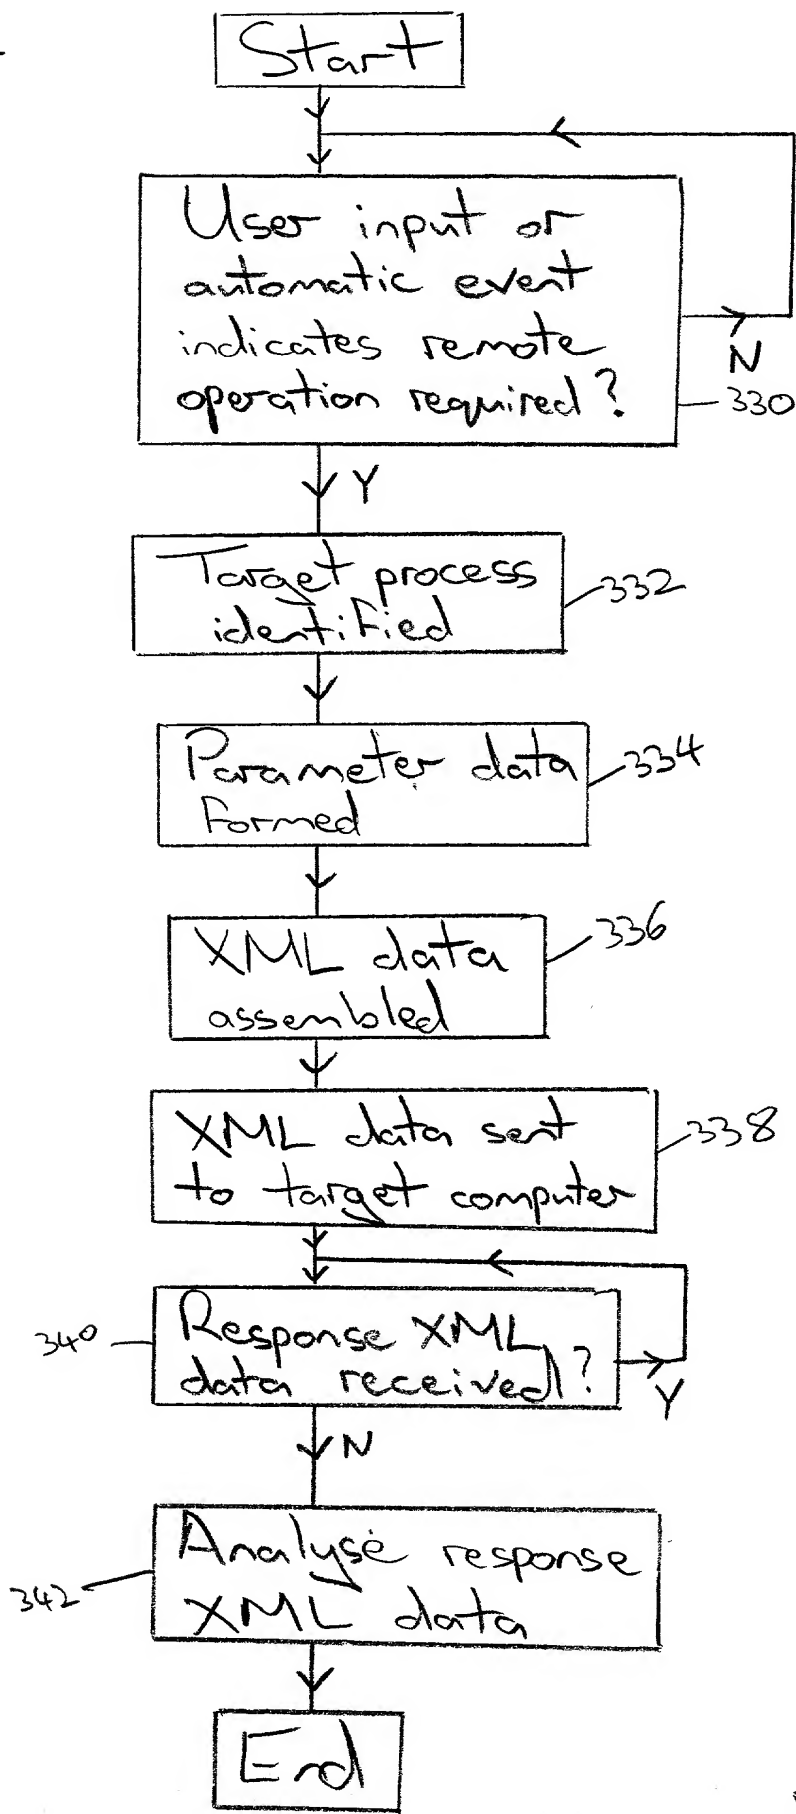 Start
User input or
automatic event
indicates remote
operation required?
N
330
Y
Target process
identified
332
Parameter data
formed
334
XML data
assembled
336
XML data sent
to target computer
338
Response XML
data received?
340
Y
N
Analyse response
XML data
342
End